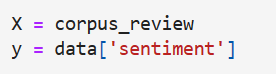 X = corpus_review
y = data['sentiment']